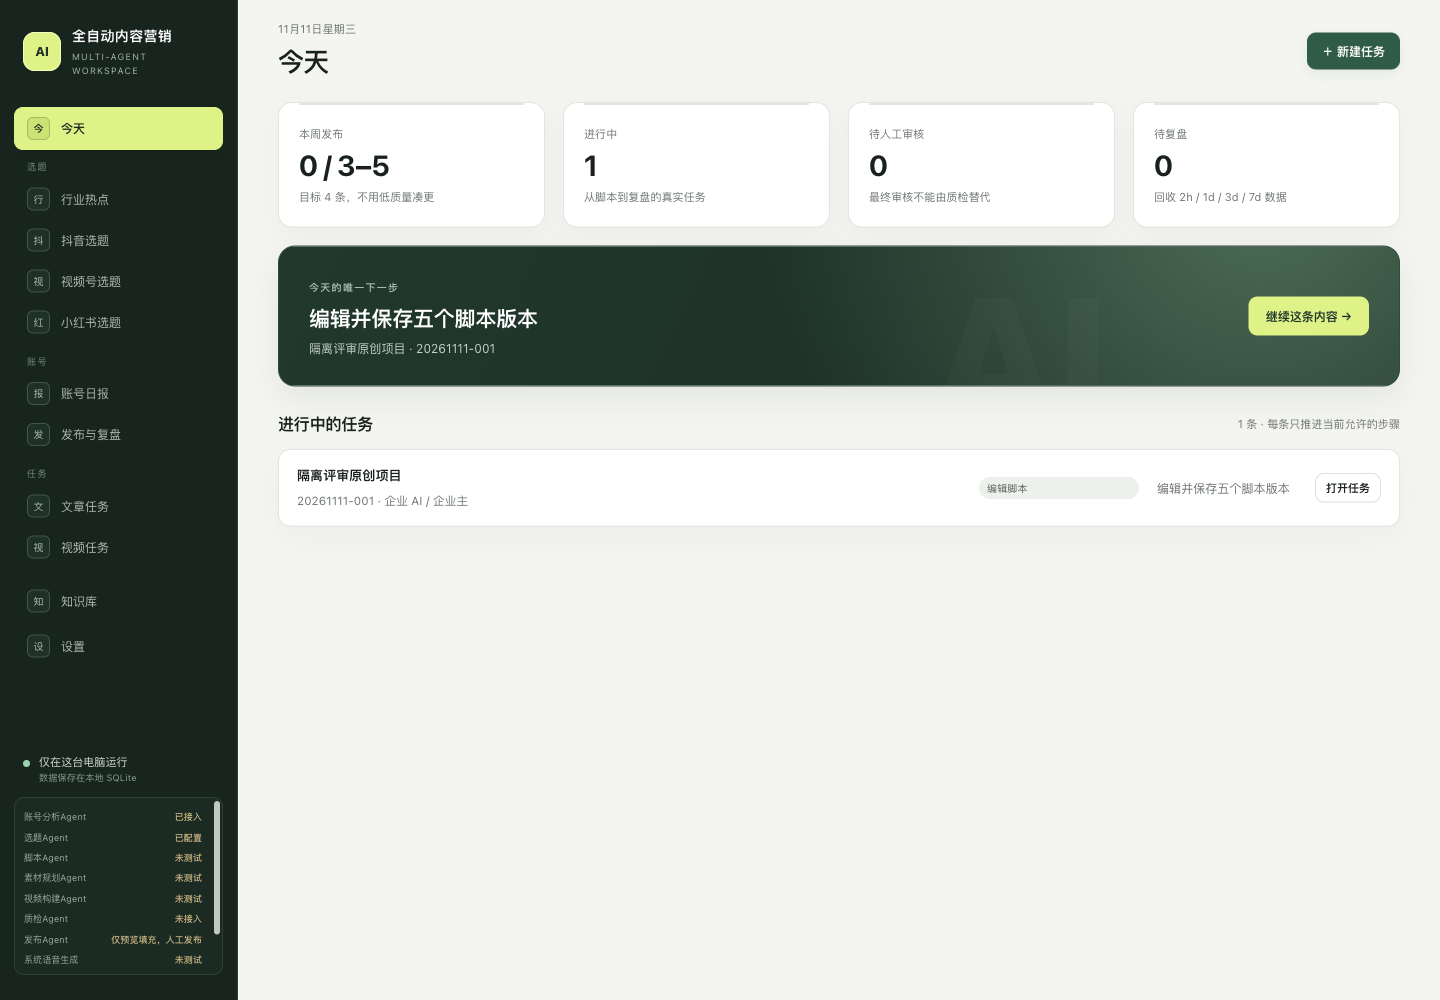 AI
全自动内容营销
MULTI-AGENT
WORKSPACE
今 今天
选题
行 行业热点
抖 抖音选题
视 视频号选题
红 小红书选题
账号
报 账号日报
发 发布与复盘
任务
文 文章任务
视 视频任务
知 知识库
设 设置
仅在这台电脑运行
数据保存在本地 SQLite
账号分析Agent 已接入
选题Agent 已配置
脚本Agent 未测试
素材规划Agent 未测试
视频构建Agent 未测试
质检Agent 未接入
发布Agent 仅预览填充，人工发布
系统语音生成 未测试
11月11日星期三
今天
+ 新建任务
本周发布
0 / 3–5
目标 4 条，不用低质量凑更
进行中
1
从脚本到复盘的真实任务
待人工审核
0
最终审核不能由质检替代
待复盘
0
回收 2h / 1d / 3d / 7d 数据
今天的唯一下一步
编辑并保存五个脚本版本
隔离评审原创项目 · 20261111-001
AI
继续这条内容 →
进行中的任务
1 条 · 每条只推进当前允许的步骤
隔离评审原创项目
20261111-001 · 企业 AI / 企业主
编辑脚本
编辑并保存五个脚本版本
打开任务